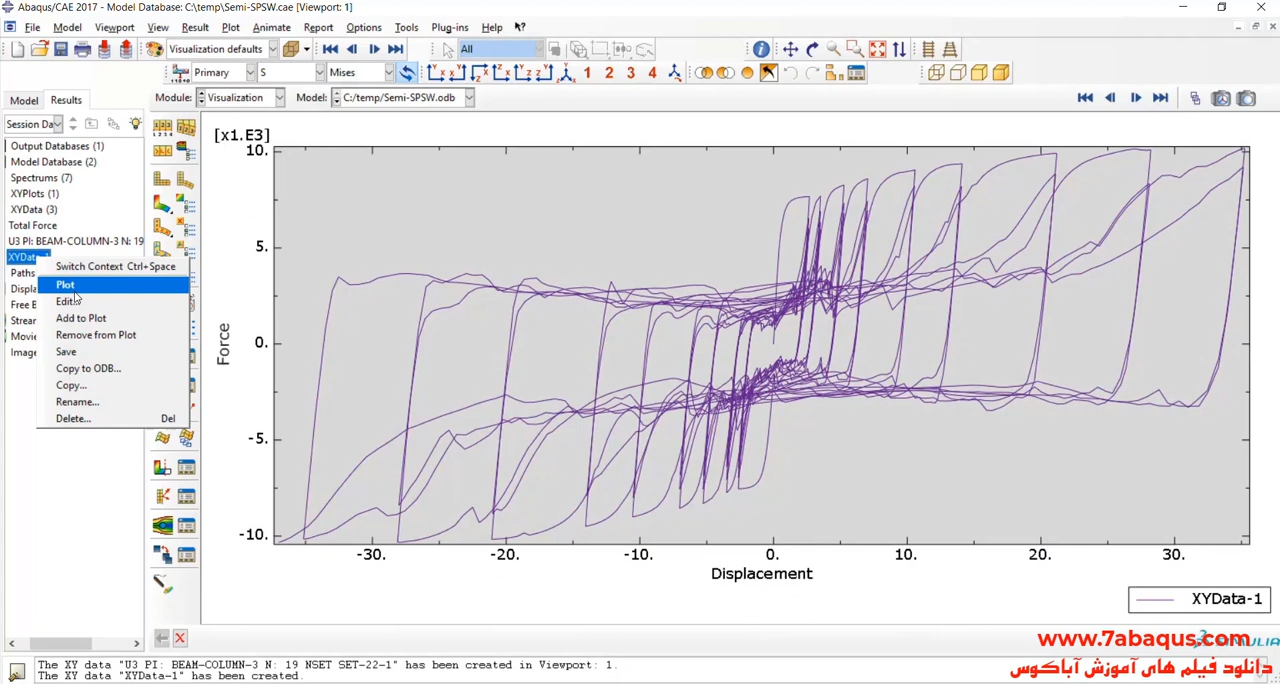 Abaqus/CAE 2017 - Model Database: C:\temp\Semi-SPSW.cae [Viewport: 1]
File Model Viewport View Result Plot Animate Report Options Tools Plug-ins Help
Visualization defaults All
Primary S Mises 1 2 3 4
Model Results Module: Visualization Model: C:/temp/Semi-SPSW.odb
Session Da
Output Databases (1)
Model Database (2)
Spectrums (7)
XYPlots (1)
XYData (3)
Total Force
U3 PI: BEAM-COLUMN-3 N: 19
XYData-1
Paths
Displa
Free B
Strear
Movie
Image
Switch Context Ctrl+Space
Plot
Edit...
Add to Plot
Remove from Plot
Save
Copy to ODB...
Copy...
Rename...
Delete... Del
[x1.E3]
10.
5.
0.
-5.
-10.
Force
-30. -20. -10. 0. 10. 20. 30.
Displacement
XYData-1
The XY data "U3 PI: BEAM-COLUMN-3 N: 19 NSET SET-22-1" has been created in Viewport: 1.
The XY data "XYData-1" has been created.
www.7abaqus.com
دانلود فیلم های آموزش آباکوس